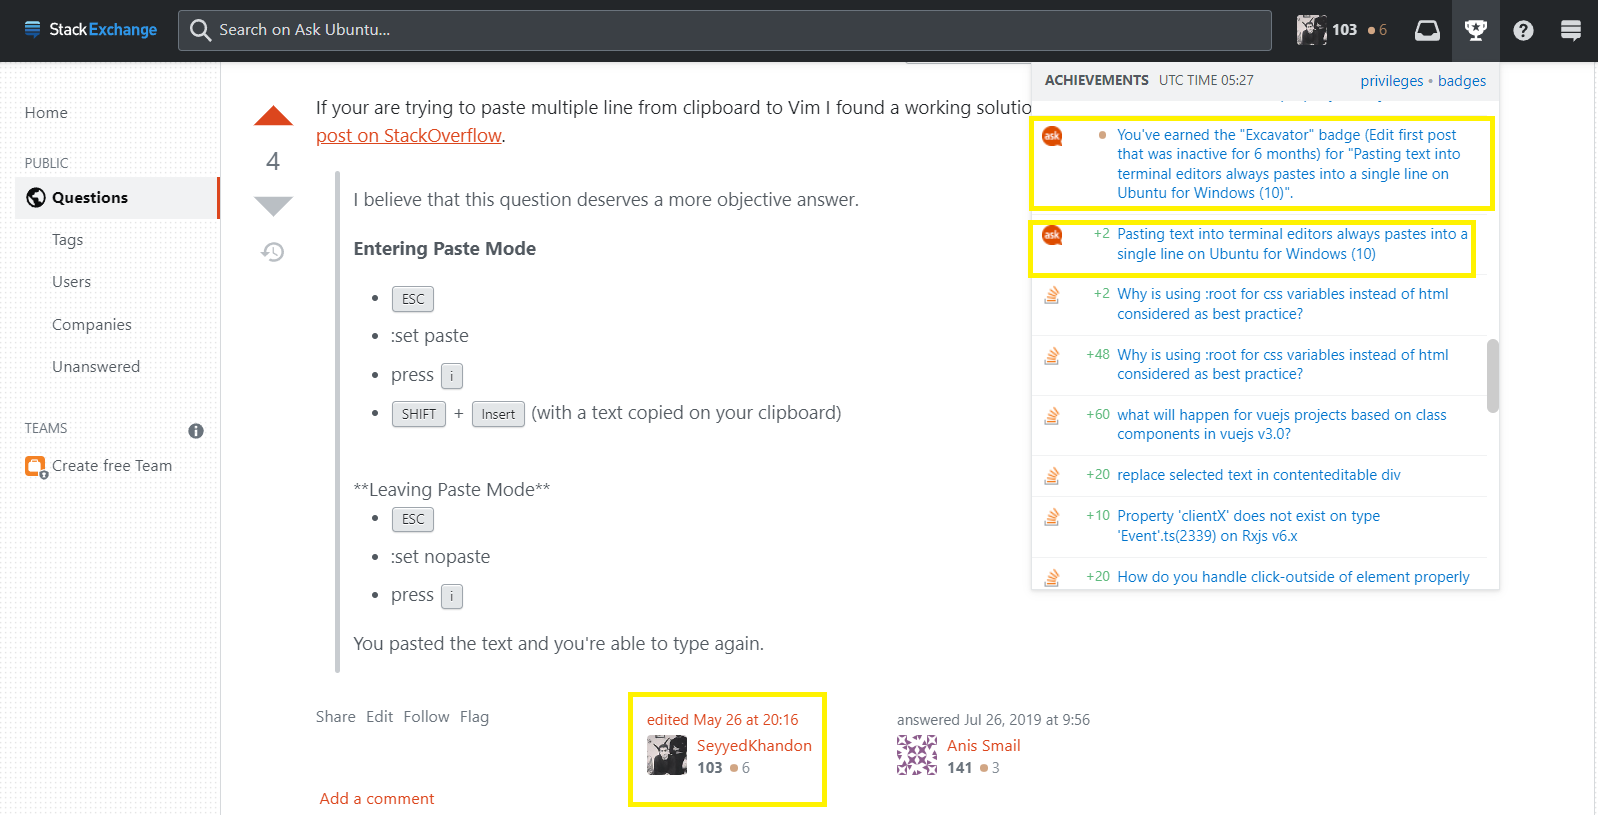 StackExchange
Search on Ask Ubuntu...
103 6
ACHIEVEMENTS UTC TIME 05:27
privileges • badges
Home
PUBLIC
Questions
Tags
Users
Companies
Unanswered
TEAMS
Create free Team
If your are trying to paste multiple line from clipboard to Vim I found a working solutio
post on StackOverflow.
4
I believe that this question deserves a more objective answer.
Entering Paste Mode
• ESC
• :set paste
• press i
• SHIFT + Insert (with a text copied on your clipboard)
**Leaving Paste Mode**
• ESC
• :set nopaste
• press i
You pasted the text and you're able to type again.
Share Edit Follow Flag
edited May 26 at 20:16
SeyyedKhandon
103 6
answered Jul 26, 2019 at 9:56
Anis Smail
141 3
Add a comment
ask
You've earned the "Excavator" badge (Edit first post
that was inactive for 6 months) for "Pasting text into
terminal editors always pastes into a single line on
Ubuntu for Windows (10)".
ask
+2 Pasting text into terminal editors always pastes into a
single line on Ubuntu for Windows (10)
+2 Why is using :root for css variables instead of html
considered as best practice?
+48 Why is using :root for css variables instead of html
considered as best practice?
+60 what will happen for vuejs projects based on class
components in vuejs v3.0?
+20 replace selected text in contenteditable div
+10 Property 'clientX' does not exist on type
'Event'.ts(2339) on Rxjs v6.x
+20 How do you handle click-outside of element properly